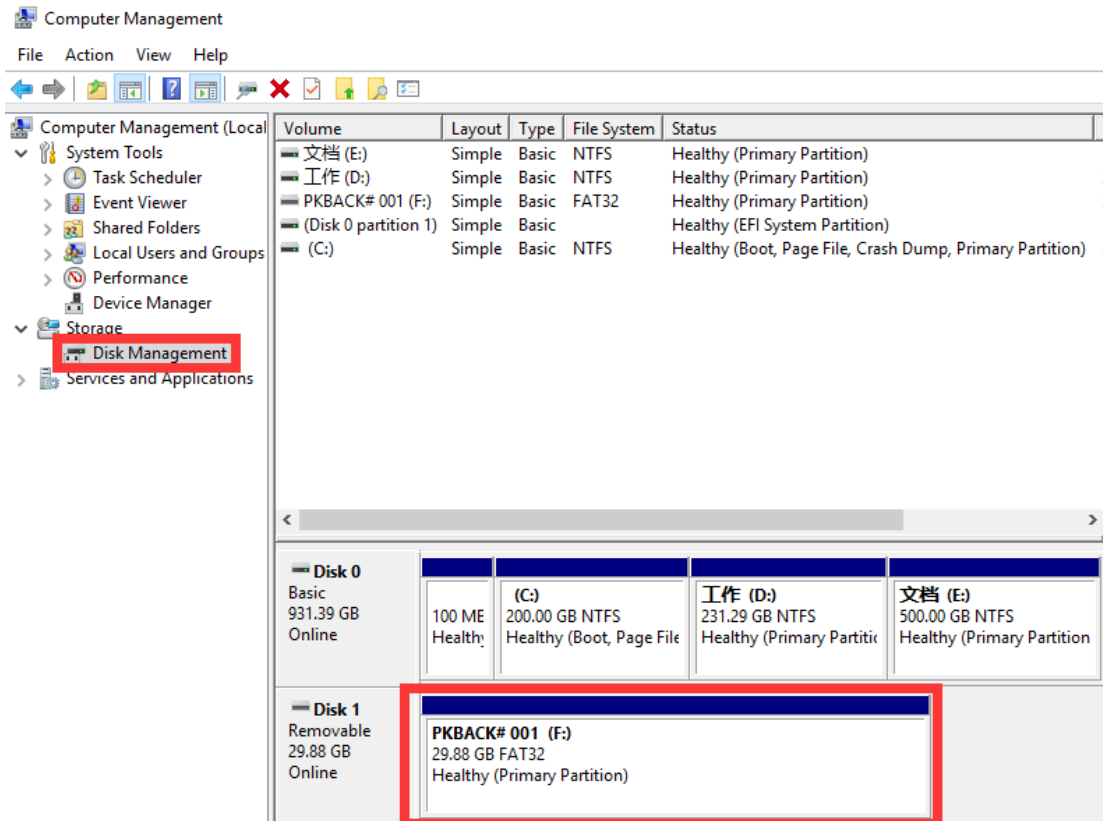 Computer Management
File Action View Help
Computer Management (Local
System Tools
Task Scheduler
Event Viewer
Shared Folders
Local Users and Groups
Performance
Device Manager
Storage
Disk Management
Services and Applications
Volume Layout Type File System Status
文档 (E:) Simple Basic NTFS Healthy (Primary Partition)
工作 (D:) Simple Basic NTFS Healthy (Primary Partition)
PKBACK# 001 (F:) Simple Basic FAT32 Healthy (Primary Partition)
(Disk 0 partition 1) Simple Basic Healthy (EFI System Partition)
(C:) Simple Basic NTFS Healthy (Boot, Page File, Crash Dump, Primary Partition)
Disk 0
Basic
931.39 GB
Online
100 ME
Healthy
(C:)
200.00 GB NTFS
Healthy (Boot, Page File
工作 (D:)
231.29 GB NTFS
Healthy (Primary Partitic
文档 (E:)
500.00 GB NTFS
Healthy (Primary Partition
Disk 1
Removable
29.88 GB
Online
PKBACK# 001 (F:)
29.88 GB FAT32
Healthy (Primary Partition)